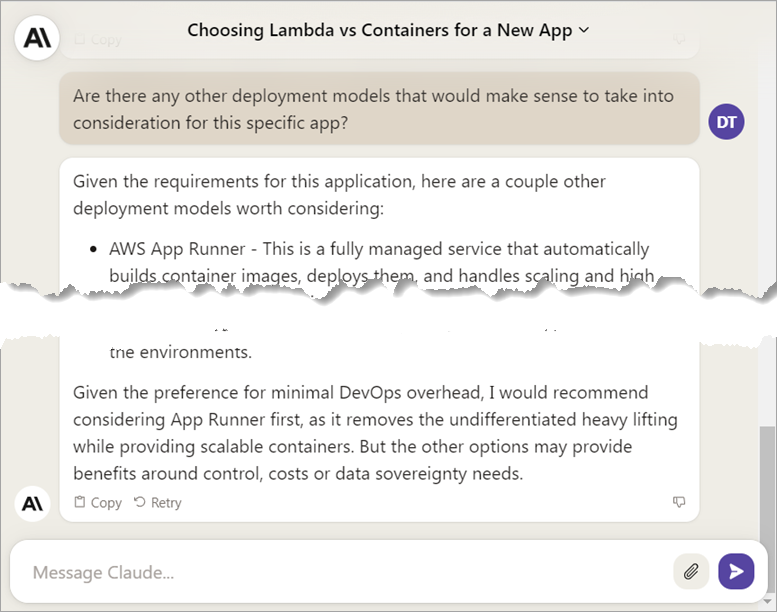 Choosing Lambda vs Containers for a New App
Copy
Are there any other deployment models that would make sense to take into
consideration for this specific app?
DT
Given the requirements for this application, here are a couple other
deployment models worth considering:
• AWS App Runner - This is a fully managed service that automatically
builds container images, deploys them, and handles scaling and high
the environments.
Given the preference for minimal DevOps overhead, I would recommend
considering App Runner first, as it removes the undifferentiated heavy lifting
while providing scalable containers. But the other options may provide
benefits around control, costs or data sovereignty needs.
Copy Retry
Message Claude...